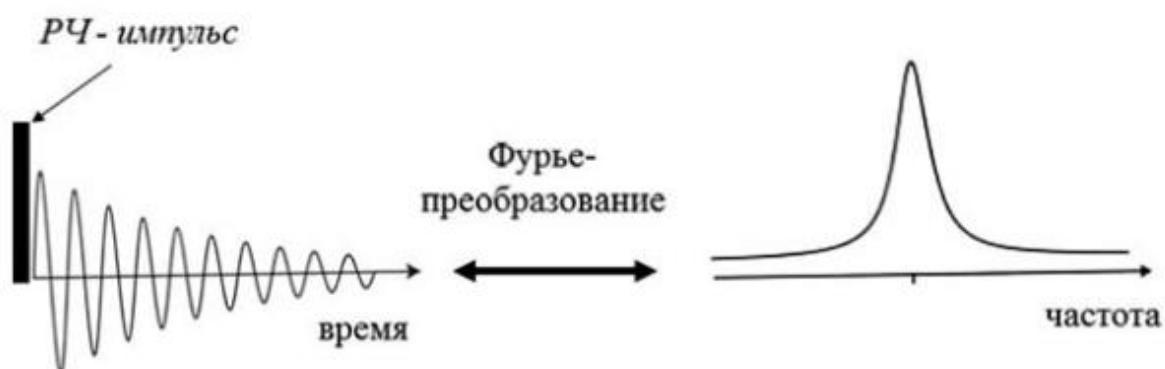 РЧ - импульс
Фурье-
преобразование
время
частота